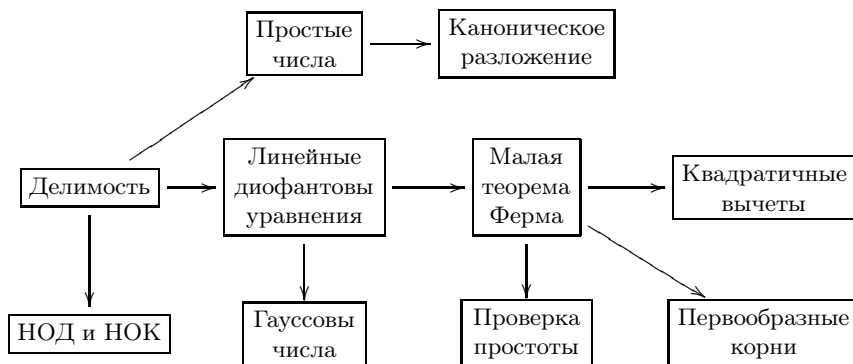 Простые
числа
Каноническое
разложение
Делимость
Линейные
диофантовы
уравнения
Малая
теорема
Ферма
Квадратичные
вычеты
НОД и НОК
Гауссовы
числа
Проверка
простоты
Первообразные
корни